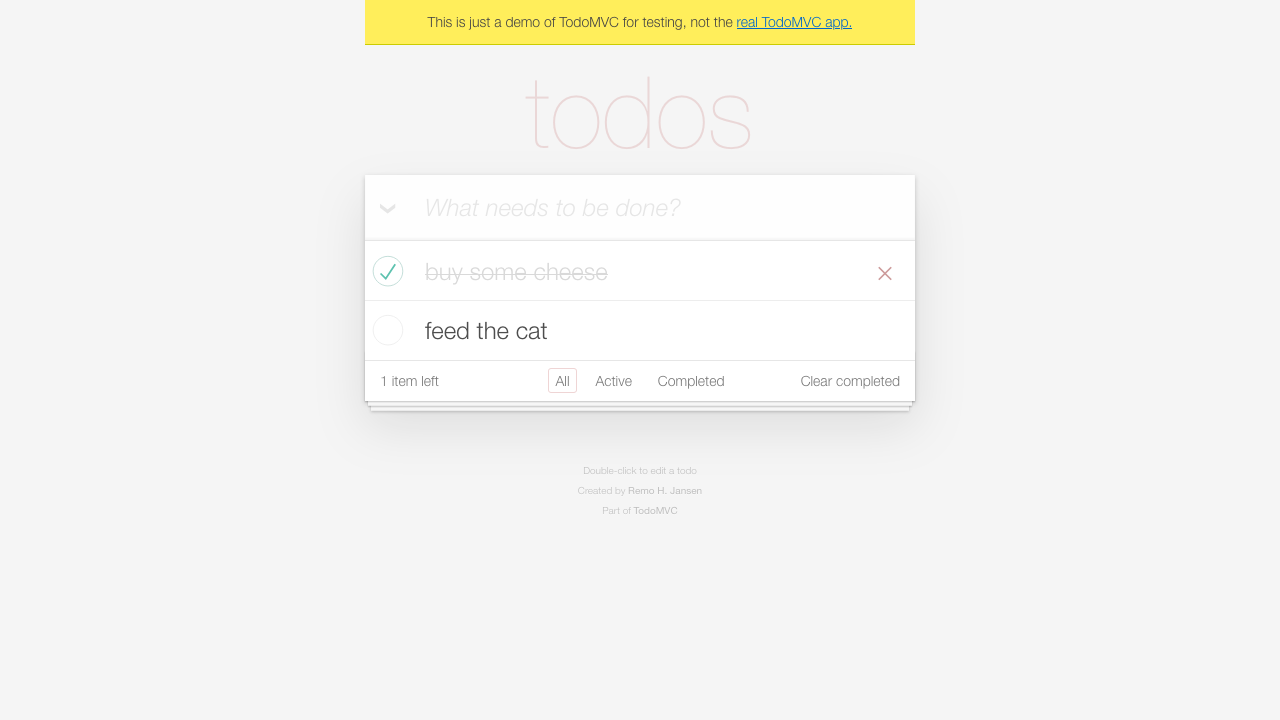 This is just a demo of TodoMVC for testing, not the real TodoMVC app.
todos
What needs to be done?
buy some cheese
feed the cat
1 item left All Active Completed Clear completed
Double-click to edit a todo
Created by Remo H. Jansen
Part of TodoMVC